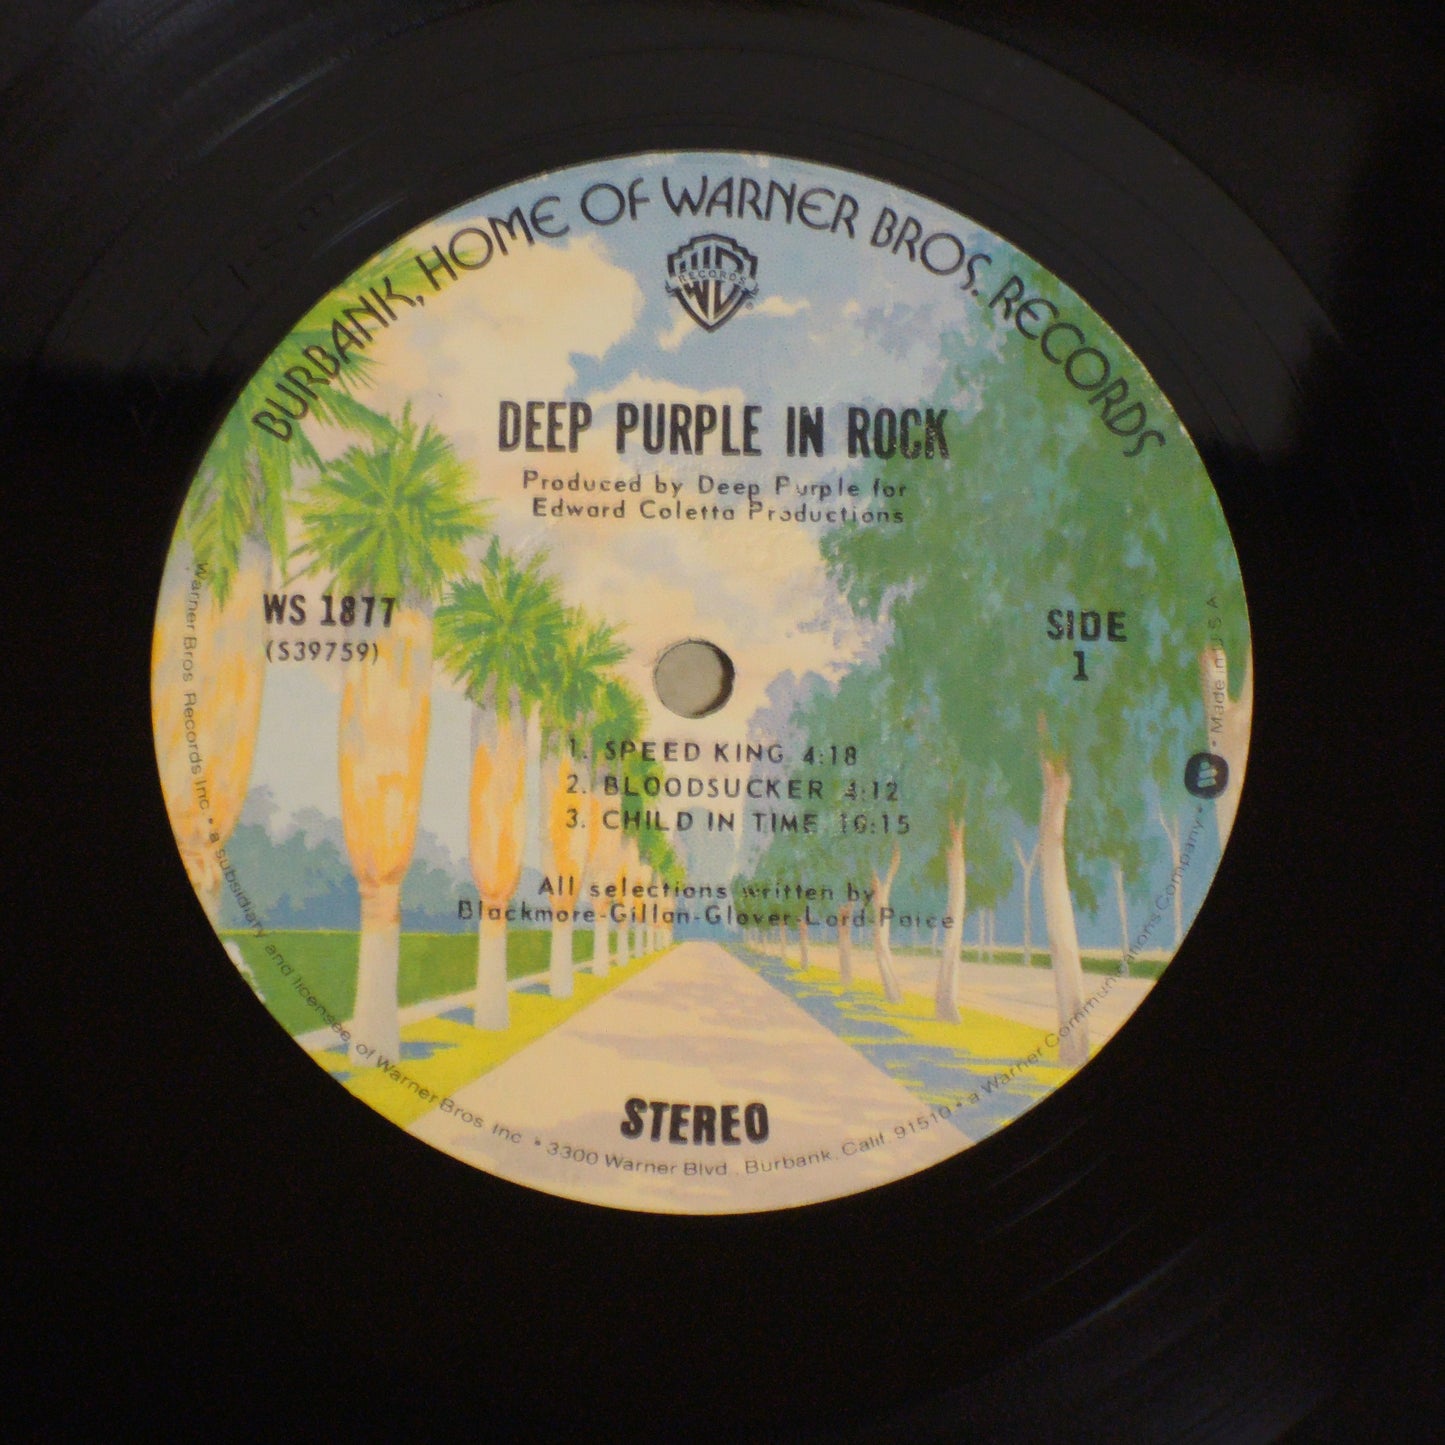 BURBANK, HOME OF WARNER BROS. RECORDS
WB
RECORDS
®
DEEP PURPLE IN ROCK
Produced by Deep Purple for
Edward Coletta Productions
WS 1877
(S39759)
SIDE
1
1. SPEED KING 4:18
2. BLOODSUCKER 4:12
3. CHILD IN TIME 10:15
All selections written by
Blackmore-Gillan-Glover-Lord-Paice
STEREO
Warner Bros. Records Inc. • a subsidiary and licensee of Warner Bros. Inc. • 3300 Warner Blvd., Burbank, Calif. 91510 • a Warner Communications Company • Made in U.S.A.